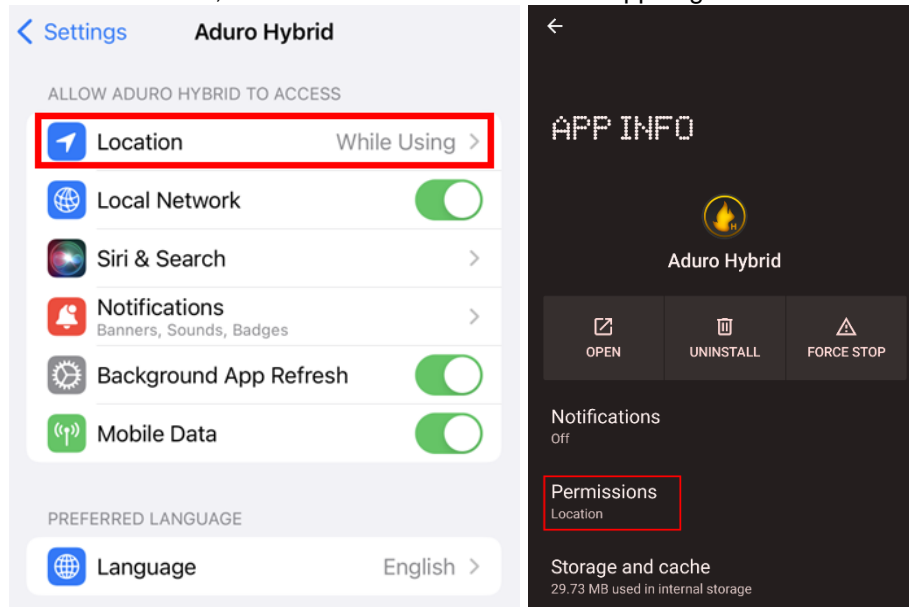 Settings
Aduro Hybrid
ALLOW ADURO HYBRID TO ACCESS
Location
While Using
Local Network
Siri & Search
Notifications
Banners, Sounds, Badges
Background App Refresh
Mobile Data
PREFERRED LANGUAGE
Language
English
APP INFO
H
Aduro Hybrid
OPEN
UNINSTALL
FORCE STOP
Notifications
Off
Permissions
Location
Storage and cache
29.73 MB used in internal storage